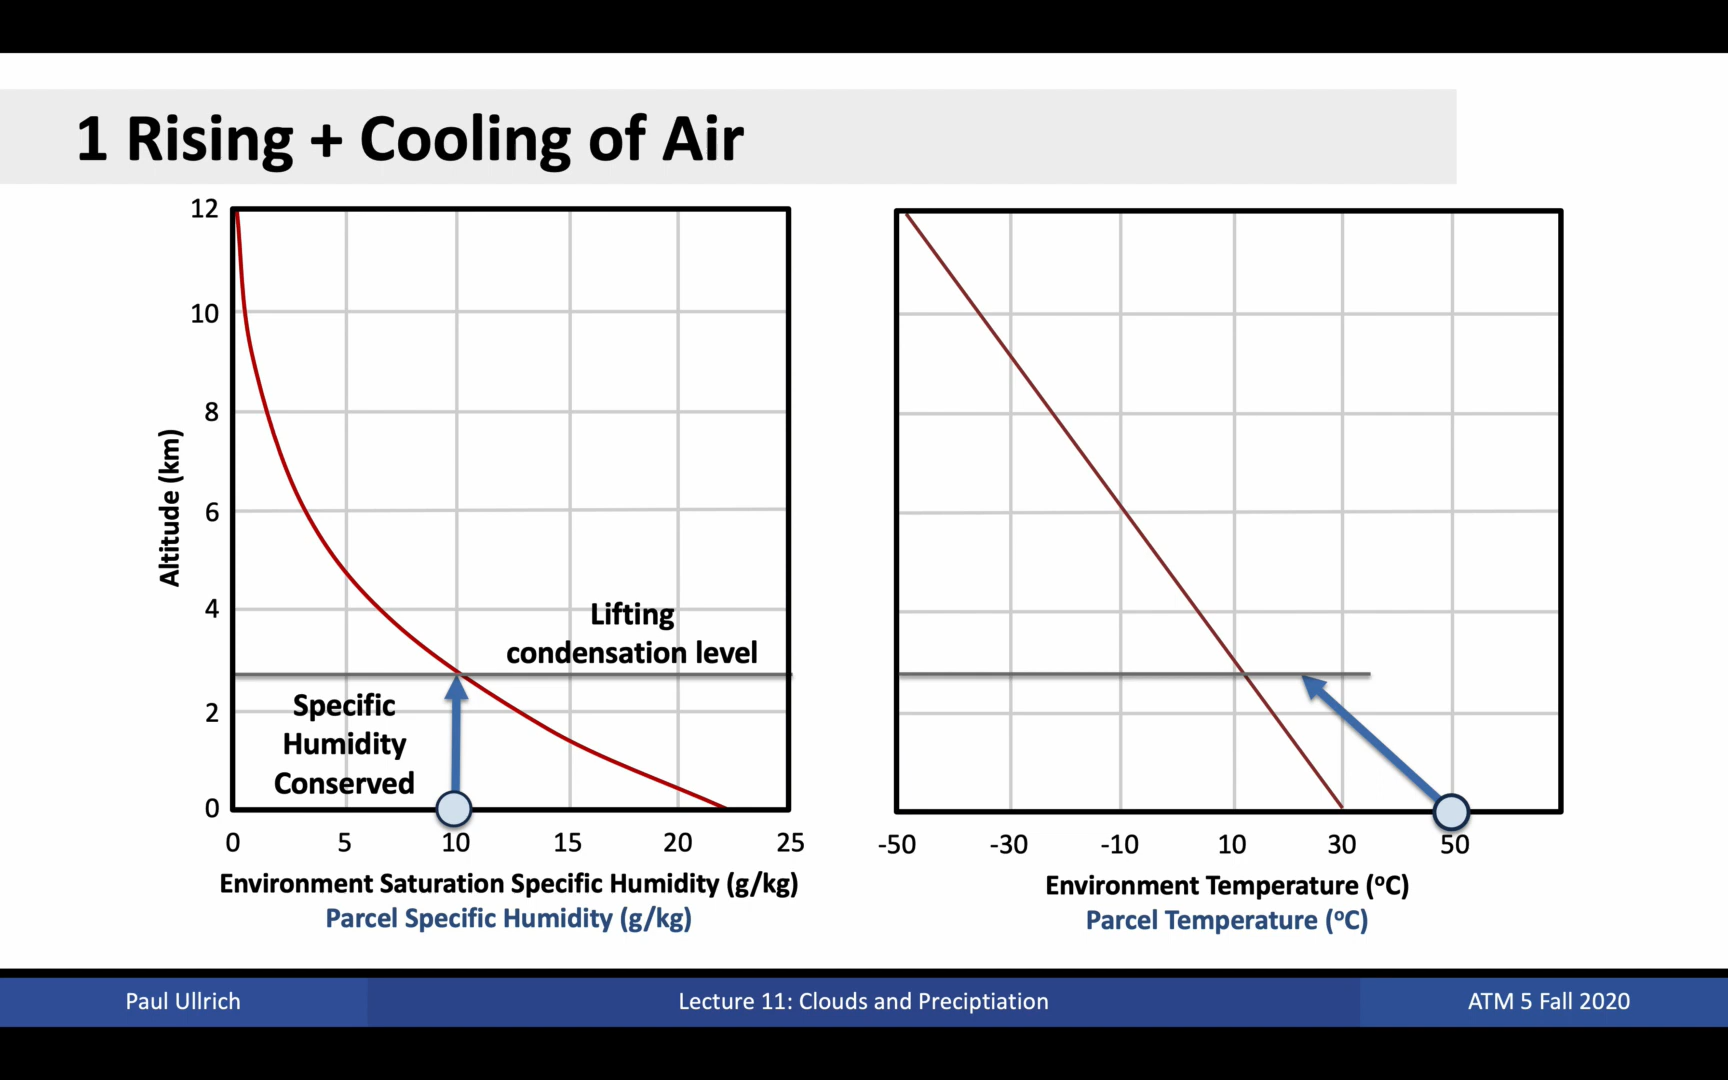 1 Rising + Cooling of Air
12
10
8
6
4
2
0
Altitude (km)
Lifting
condensation level
Specific
Humidity
Conserved
0 5 10 15 20 25
Environment Saturation Specific Humidity (g/kg)
Parcel Specific Humidity (g/kg)
-50 -30 -10 10 30 50
Environment Temperature (ºC)
Parcel Temperature (ºC)
Paul Ullrich
Lecture 11: Clouds and Preciptiation
ATM 5 Fall 2020